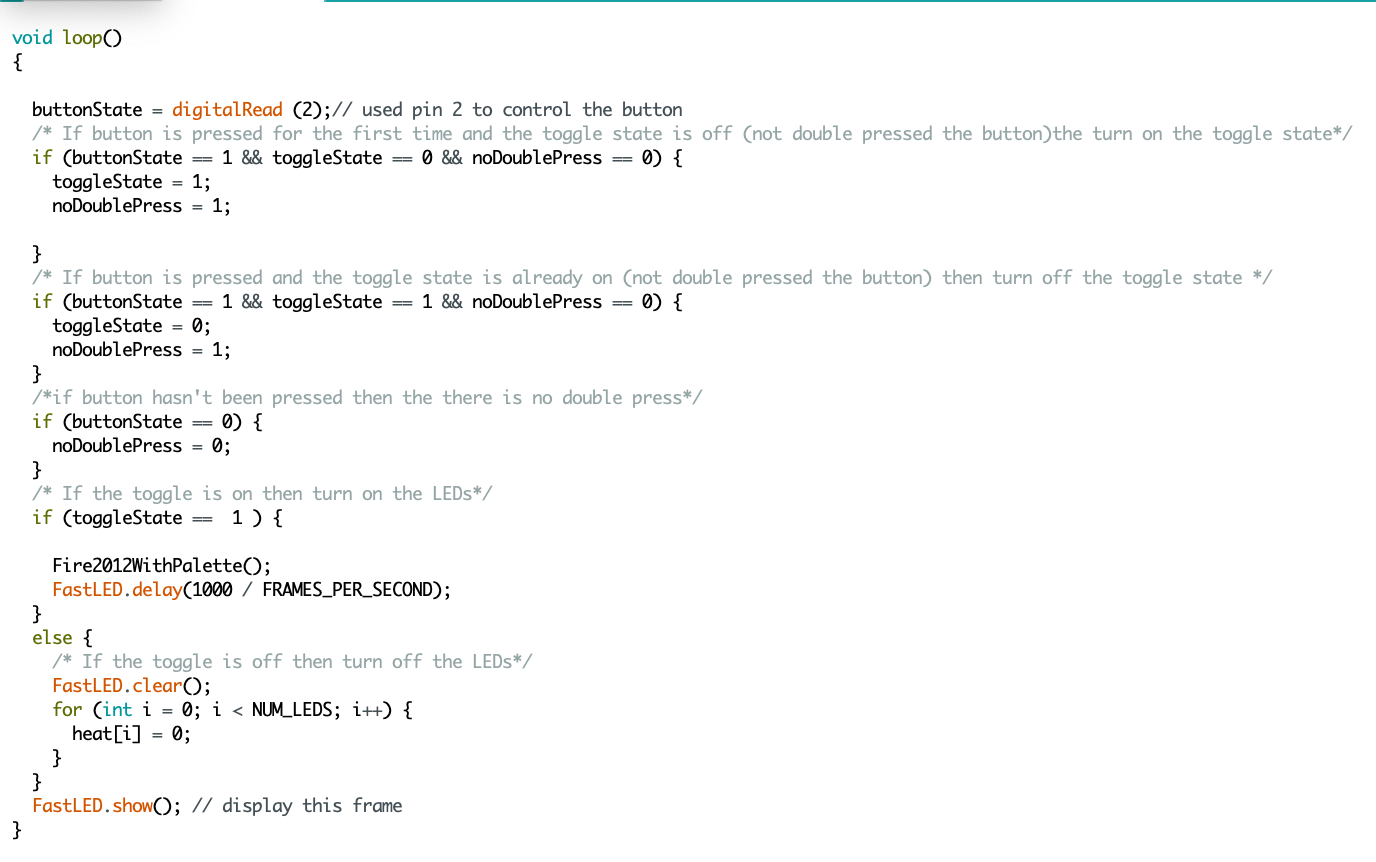 void loop()
{
buttonState = digitalRead (2);// used pin 2 to control the button
/* If button is pressed for the first time and the toggle state is off (not double pressed the button)the turn on the toggle state*/
if (buttonState == 1 && toggleState == 0 && noDoublePress == 0) {
toggleState = 1;
noDoublePress = 1;
}
/* If button is pressed and the toggle state is already on (not double pressed the button) then turn off the toggle state */
if (buttonState == 1 && toggleState == 1 && noDoublePress == 0) {
toggleState = 0;
noDoublePress = 1;
}
/*if button hasn't been pressed then the there is no double press*/
if (buttonState == 0) {
noDoublePress = 0;
}
/* If the toggle is on then turn on the LEDs*/
if (toggleState ==  1 ) {
Fire2012WithPalette();
FastLED.delay(1000 / FRAMES_PER_SECOND);
}
else {
/* If the toggle is off then turn off the LEDs*/
FastLED.clear();
for (int i = 0; i < NUM_LEDS; i++) {
heat[i] = 0;
}
}
FastLED.show(); // display this frame
}